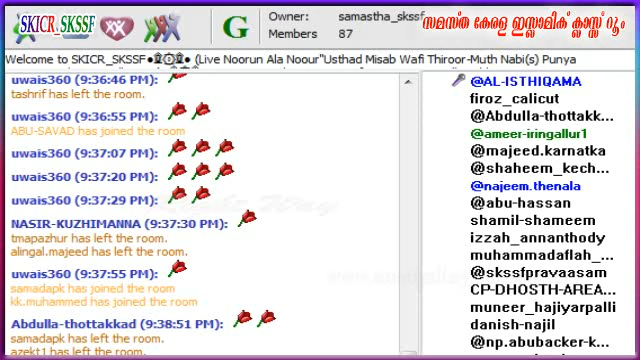 SKICR_SKSSF
G
Owner: samastha_skssf
Members 87
സമസ്ത കേരള ഇസ്ലാമിക് ക്ലാസ്സ് റൂം
Welcome to SKICR_SKSSF (Live Noorun Ala Noour"Usthad Misab Wafi Thiroor-Muth Nabi(s) Punya
uwais360 (9:36:46 PM):
tashrif has left the room.
uwais360 (9:36:55 PM):
ABU-SAVAD has joined the room
uwais360 (9:37:07 PM):
uwais360 (9:37:20 PM):
uwais360 (9:37:29 PM):
NASIR-KUZHIMANNA (9:37:30 PM):
tmapazhur has left the room.
alingal.majeed has left the room.
uwais360 (9:37:55 PM):
samadapk has joined the room
kk.muhammed has joined the room
Abdulla-thottakkad (9:38:51 PM):
samadapk has left the room.
azekt1 has left the room.
@AL-ISTHIQAMA
firoz_calicut
@Abdulla-thottakk...
@ameer-iringallur1
@majeed.karnatka
@shaheem_kech...
@najeem.thenala
@abu-hassan
shamil-shameem
izzah_annanthody
muhammadaflah_...
@skssfpravaasam
CP-DHOSTH-AREA...
muneer_hajiyarpalli
danish-najil
@np.abubacker-k...